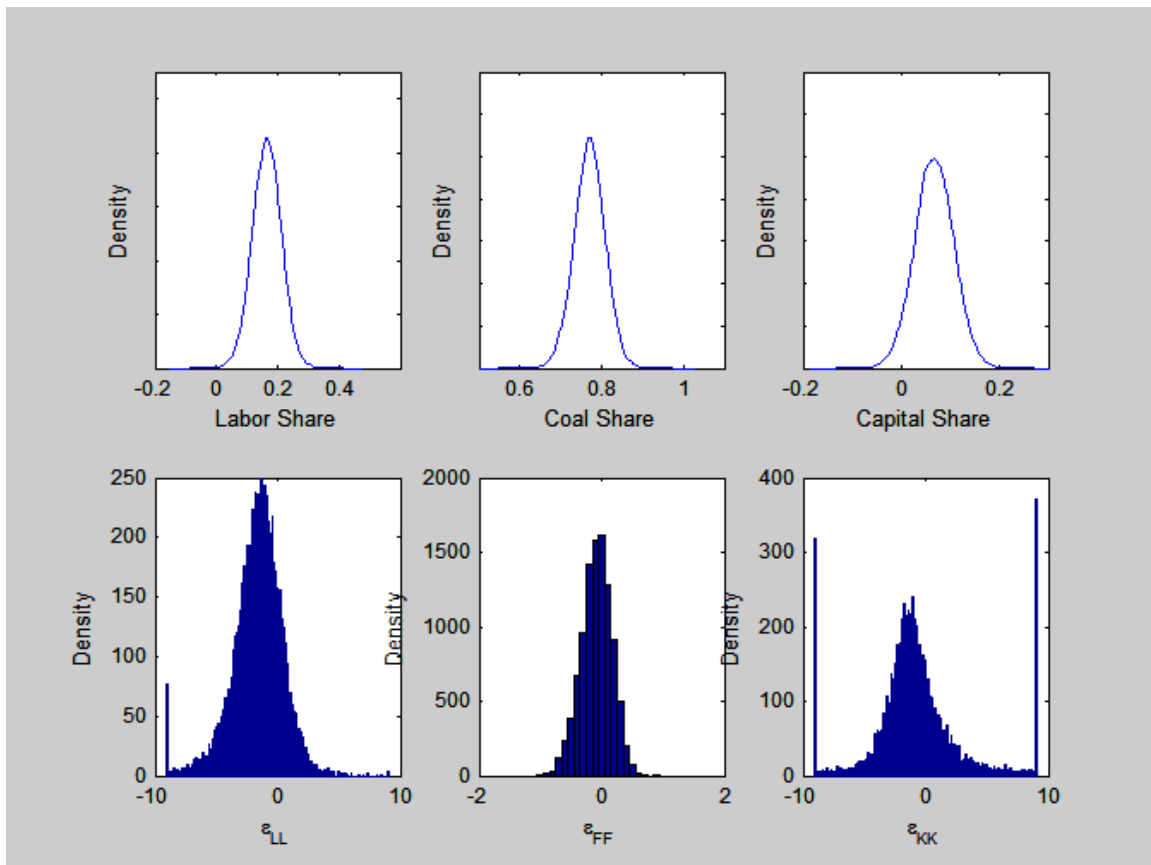 Density
-0.2 0 0.2 0.4
Labor Share
Density
0.6 0.8 1
Coal Share
Density
-0.2 0 0.2
Capital Share
250
200
150
100
50
0
Density
-10 0 10
εLL
2000
1500
1000
500
0
Density
-2 0 2
εFF
400
300
200
100
0
Density
-10 0 10
εKK